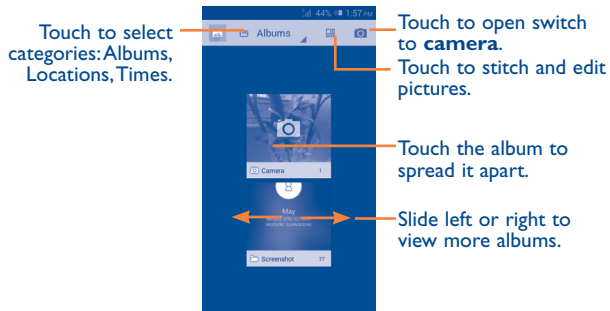 44% 1:57 PM
Albums
Touch to select
categories: Albums,
Locations, Times.
Touch to open switch
to camera.
Touch to stitch and edit
pictures.
Camera 1
Touch the album to
spread it apart.
May
Slide left or right to
view more albums.
Screenshot 27